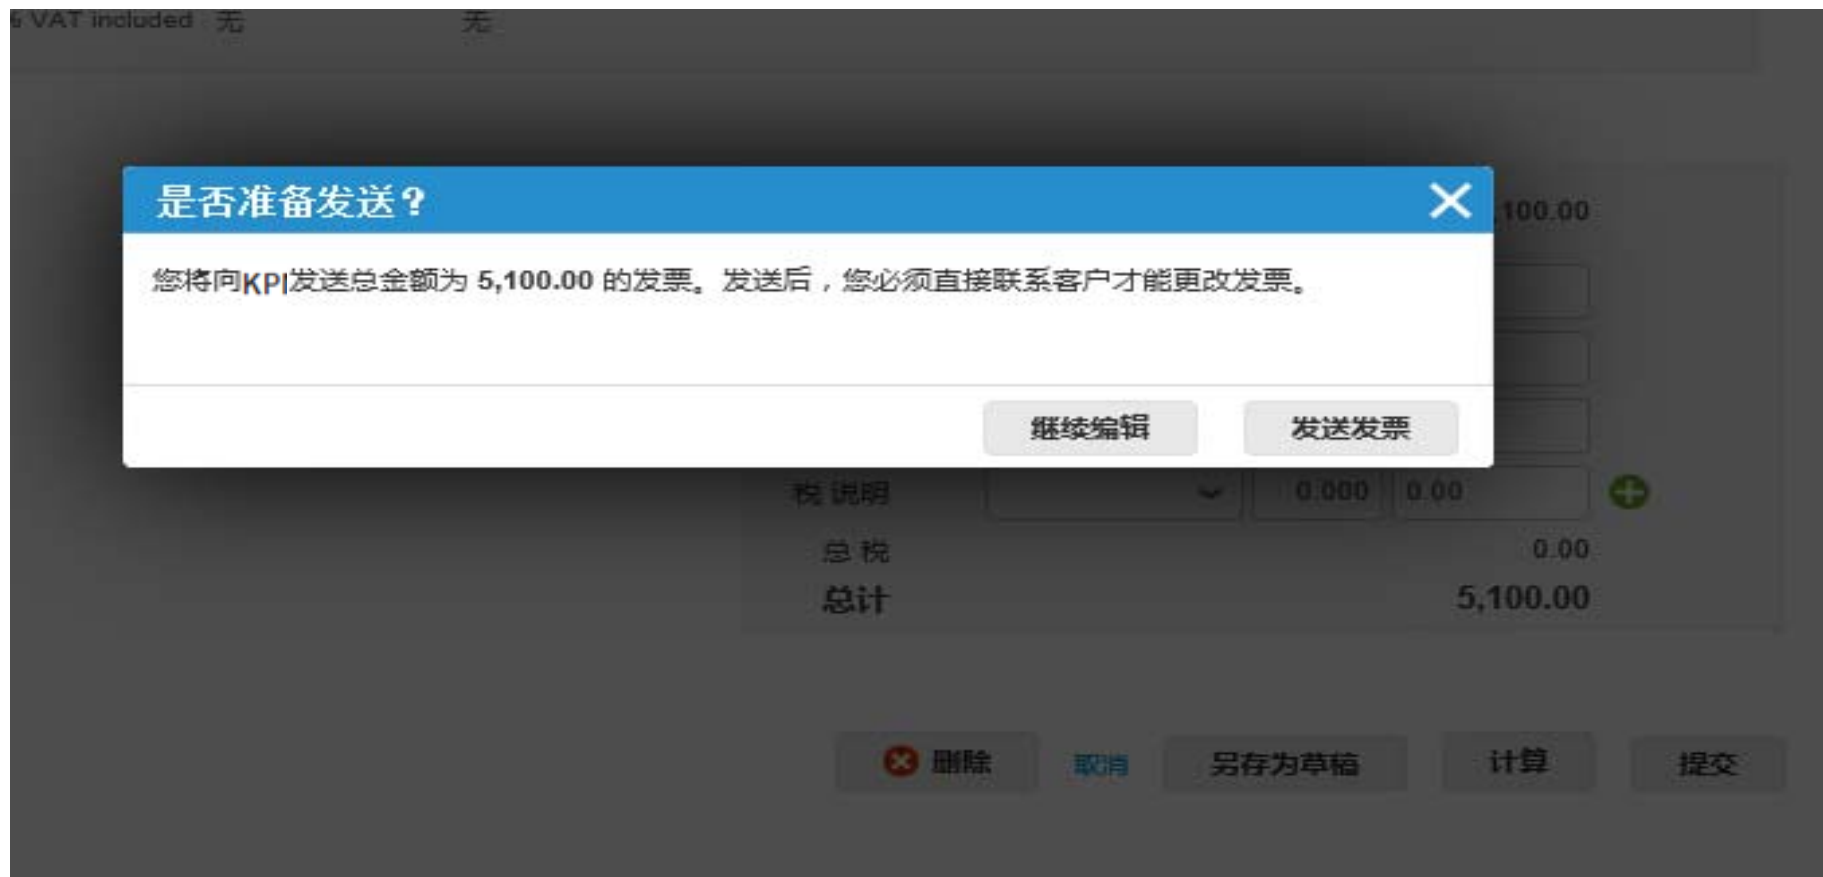 % VAT included 无 无
是否准备发送？
,100.00
您将向KPI发送总金额为 5,100.00 的发票。发送后，您必须直接联系客户才能更改发票。
继续编辑 发送发票
税 说明 0.000 0.00
总 税 0.00
总计 5,100.00
删除 取消 另存为草稿 计算 提交